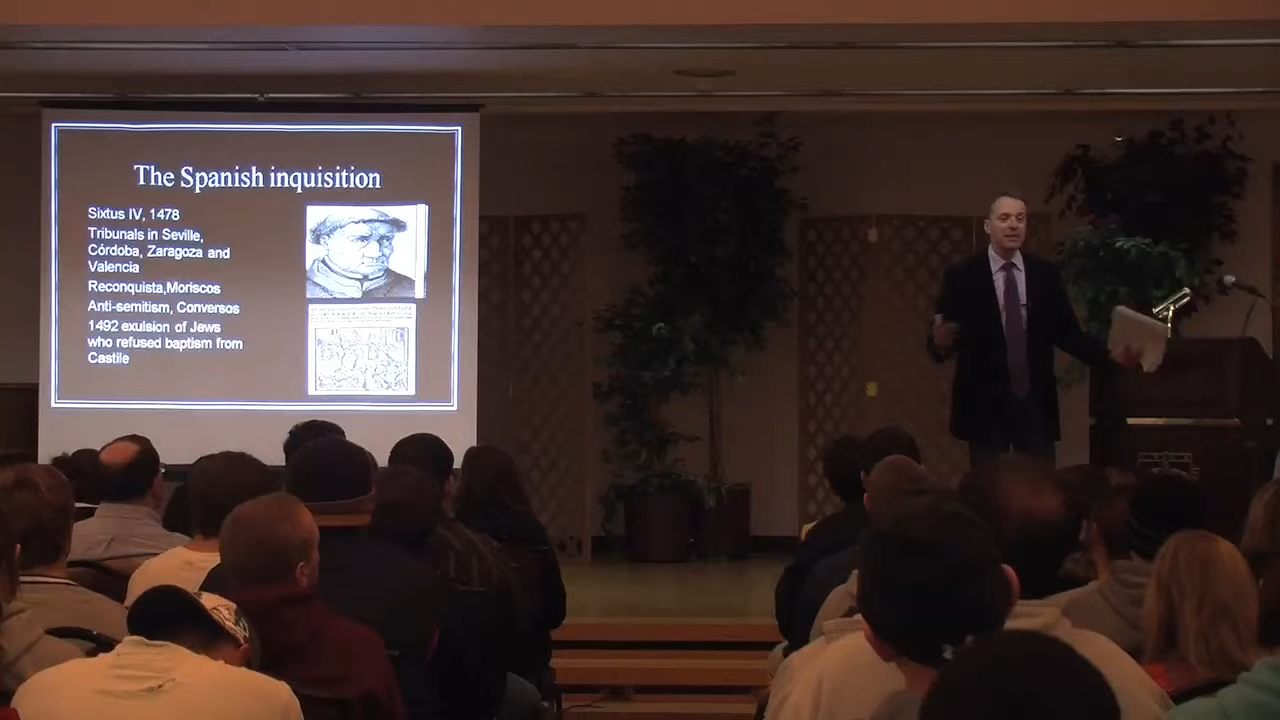 The Spanish inquisition
Sixtus IV, 1478
Tribunals in Seville,
Córdoba, Zaragoza and
Valencia
Reconquista,Moriscos
Anti-semitism, Conversos
1492 exulsion of Jews
who refused baptism from
Castile